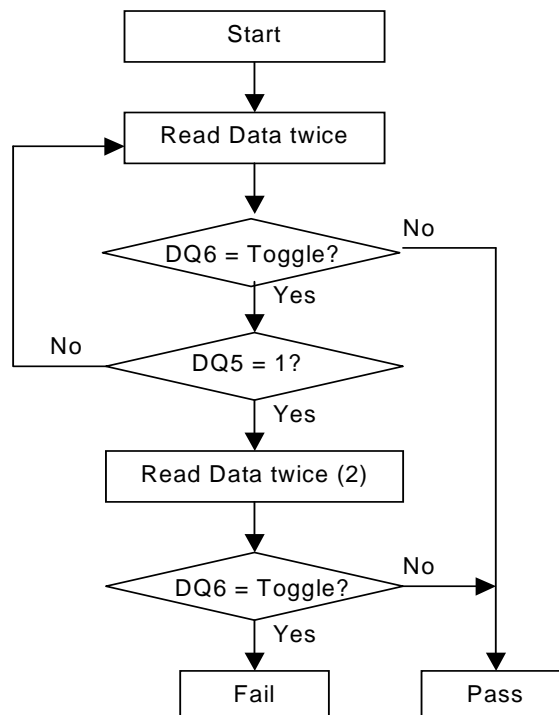 Start
Read Data twice
DQ6 = Toggle?
No
Yes
No
DQ5 = 1?
Yes
Read Data twice (2)
DQ6 = Toggle?
No
Yes
Fail
Pass